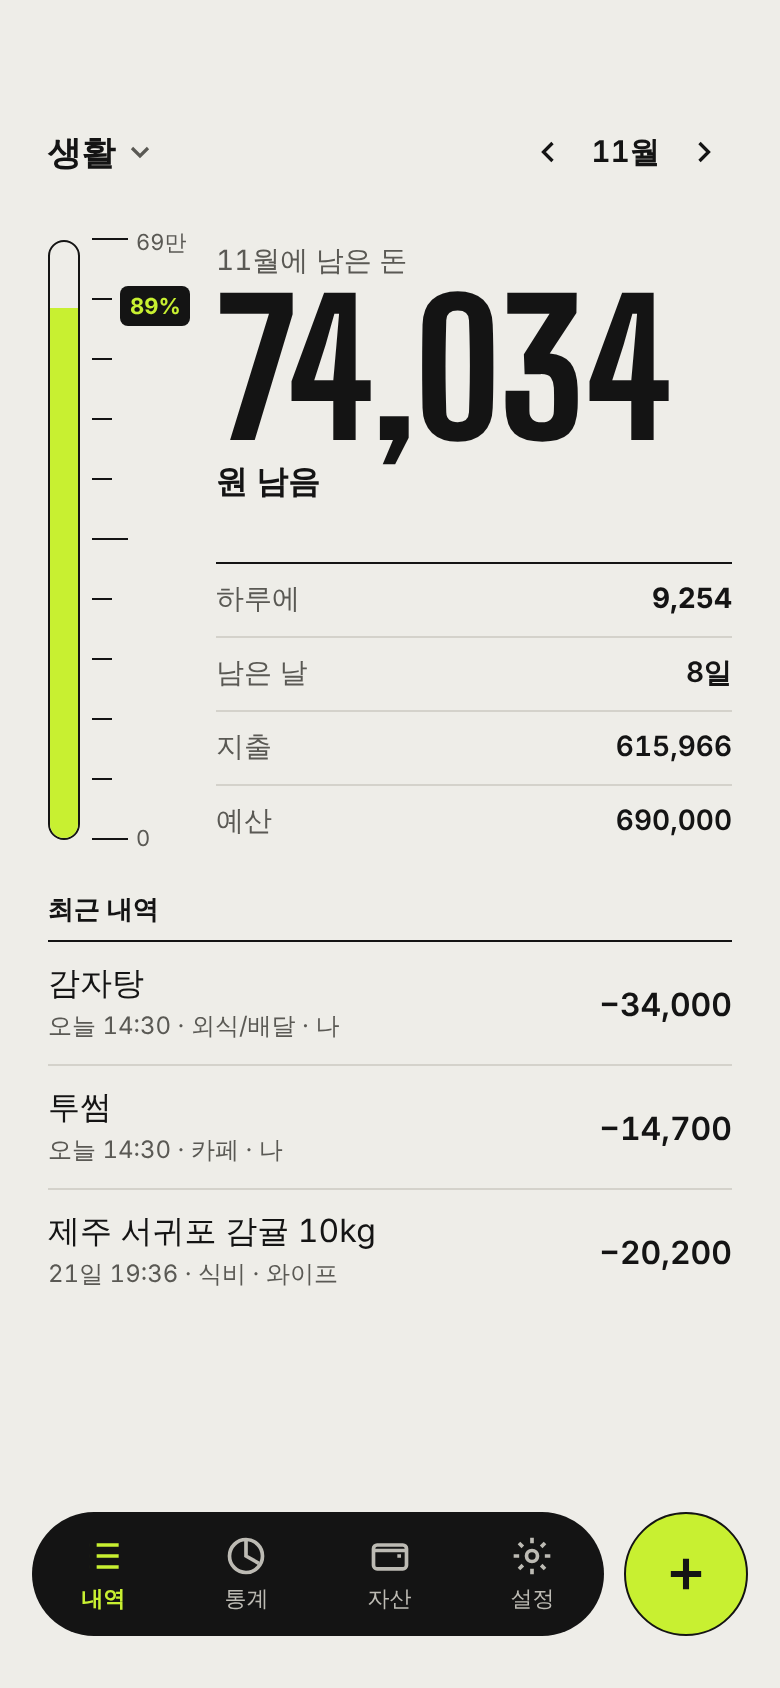 생활
11월
69만
89%
0
11월에 남은 돈
74,034
원 남음
하루에 9,254
남은 날 8일
지출 615,966
예산 690,000
최근 내역
감자탕
오늘 14:30 · 외식/배달 · 나
−34,000
투썸
오늘 14:30 · 카페 · 나
−14,700
제주 서귀포 감귤 10kg
21일 19:36 · 식비 · 와이프
−20,200
내역 통계 자산 설정
+